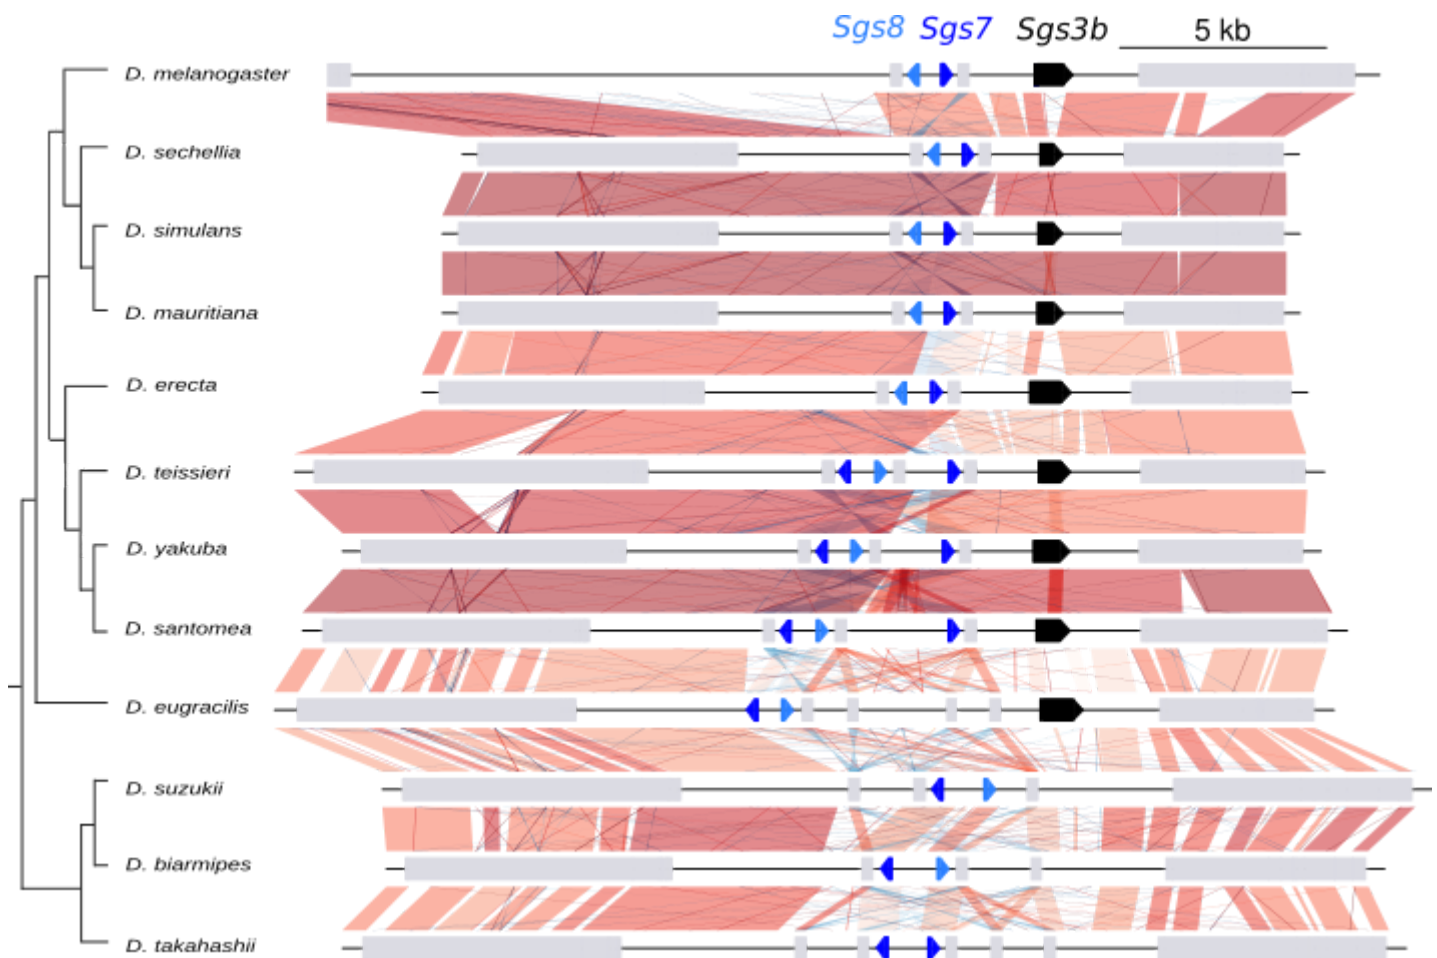 Sgs8 Sgs7 Sgs3b 5 kb
D. melanogaster
D. sechellia
D. simulans
D. mauritiana
D. erecta
D. teissieri
D. yakuba
D. santomea
D. eugracilis
D. suzukii
D. biarmipes
D. takahashii